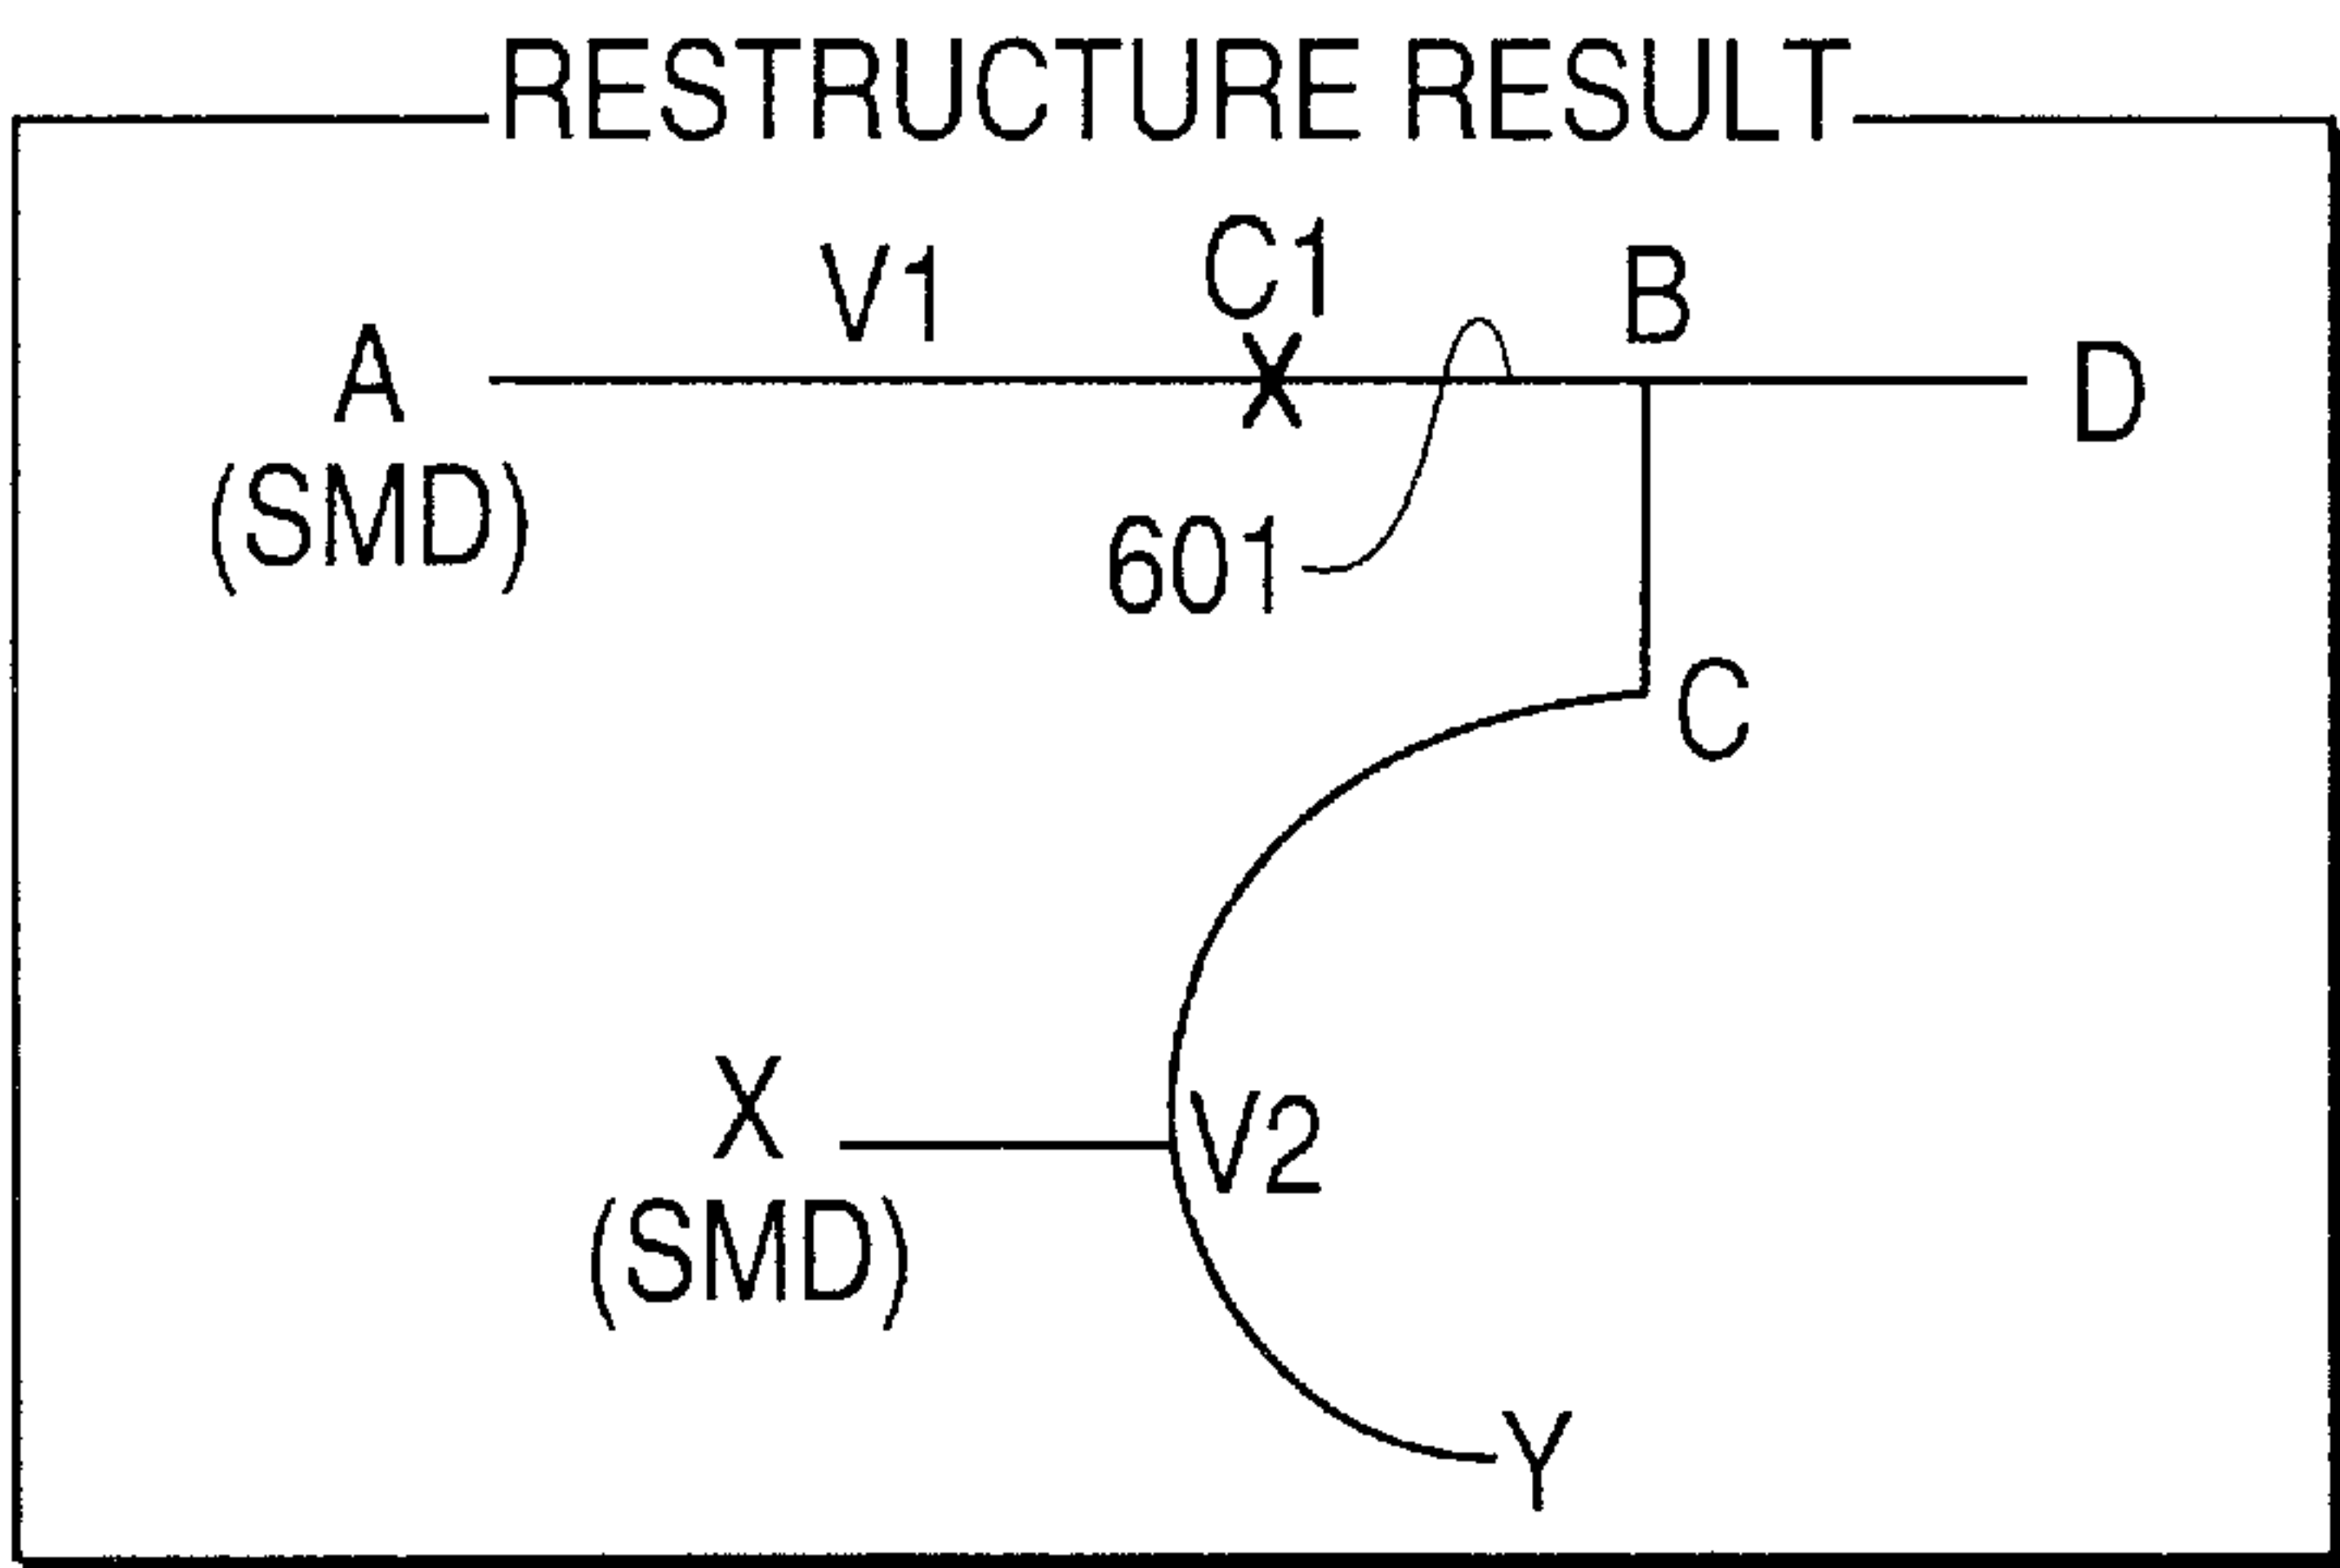 RESTRUCTURE RESULT
V1
C1
B
A
D
X
(SMD)
601
C
X
V2
(SMD)
Y